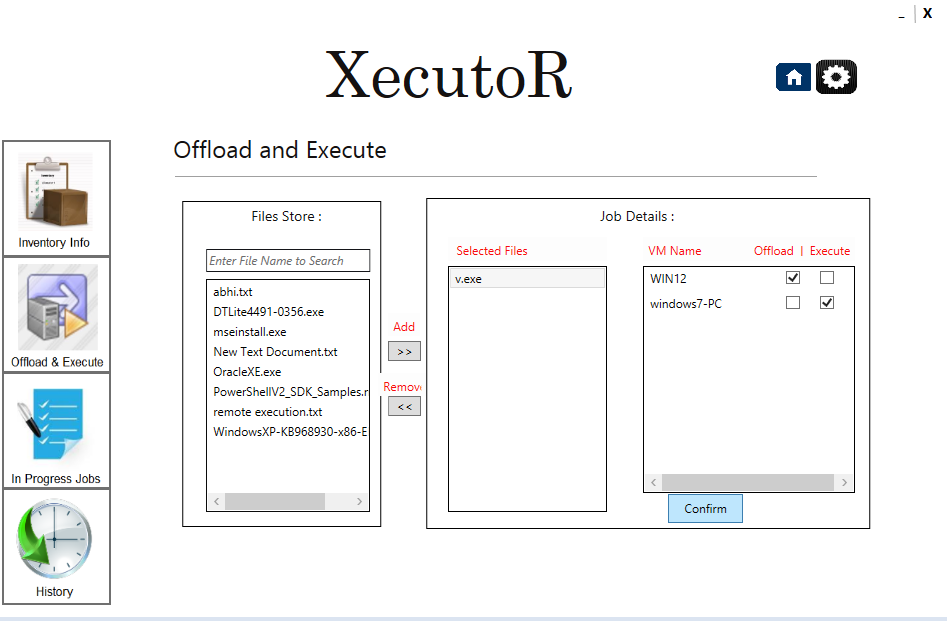 _ | X
XecutoR
Offload and Execute
Inventory Info
Offload & Execute
In Progress Jobs
History
Files Store :
Enter File Name to Search
abhi.txt
DTLite4491-0356.exe
mseinstall.exe
New Text Document.txt
OracleXE.exe
PowerShellV2_SDK_Samples.r
remote execution.txt
WindowsXP-KB968930-x86-E
Add
>>
Remov
<<
Job Details :
Selected Files
v.exe
VM Name Offload | Execute
WIN12
windows7-PC
Confirm